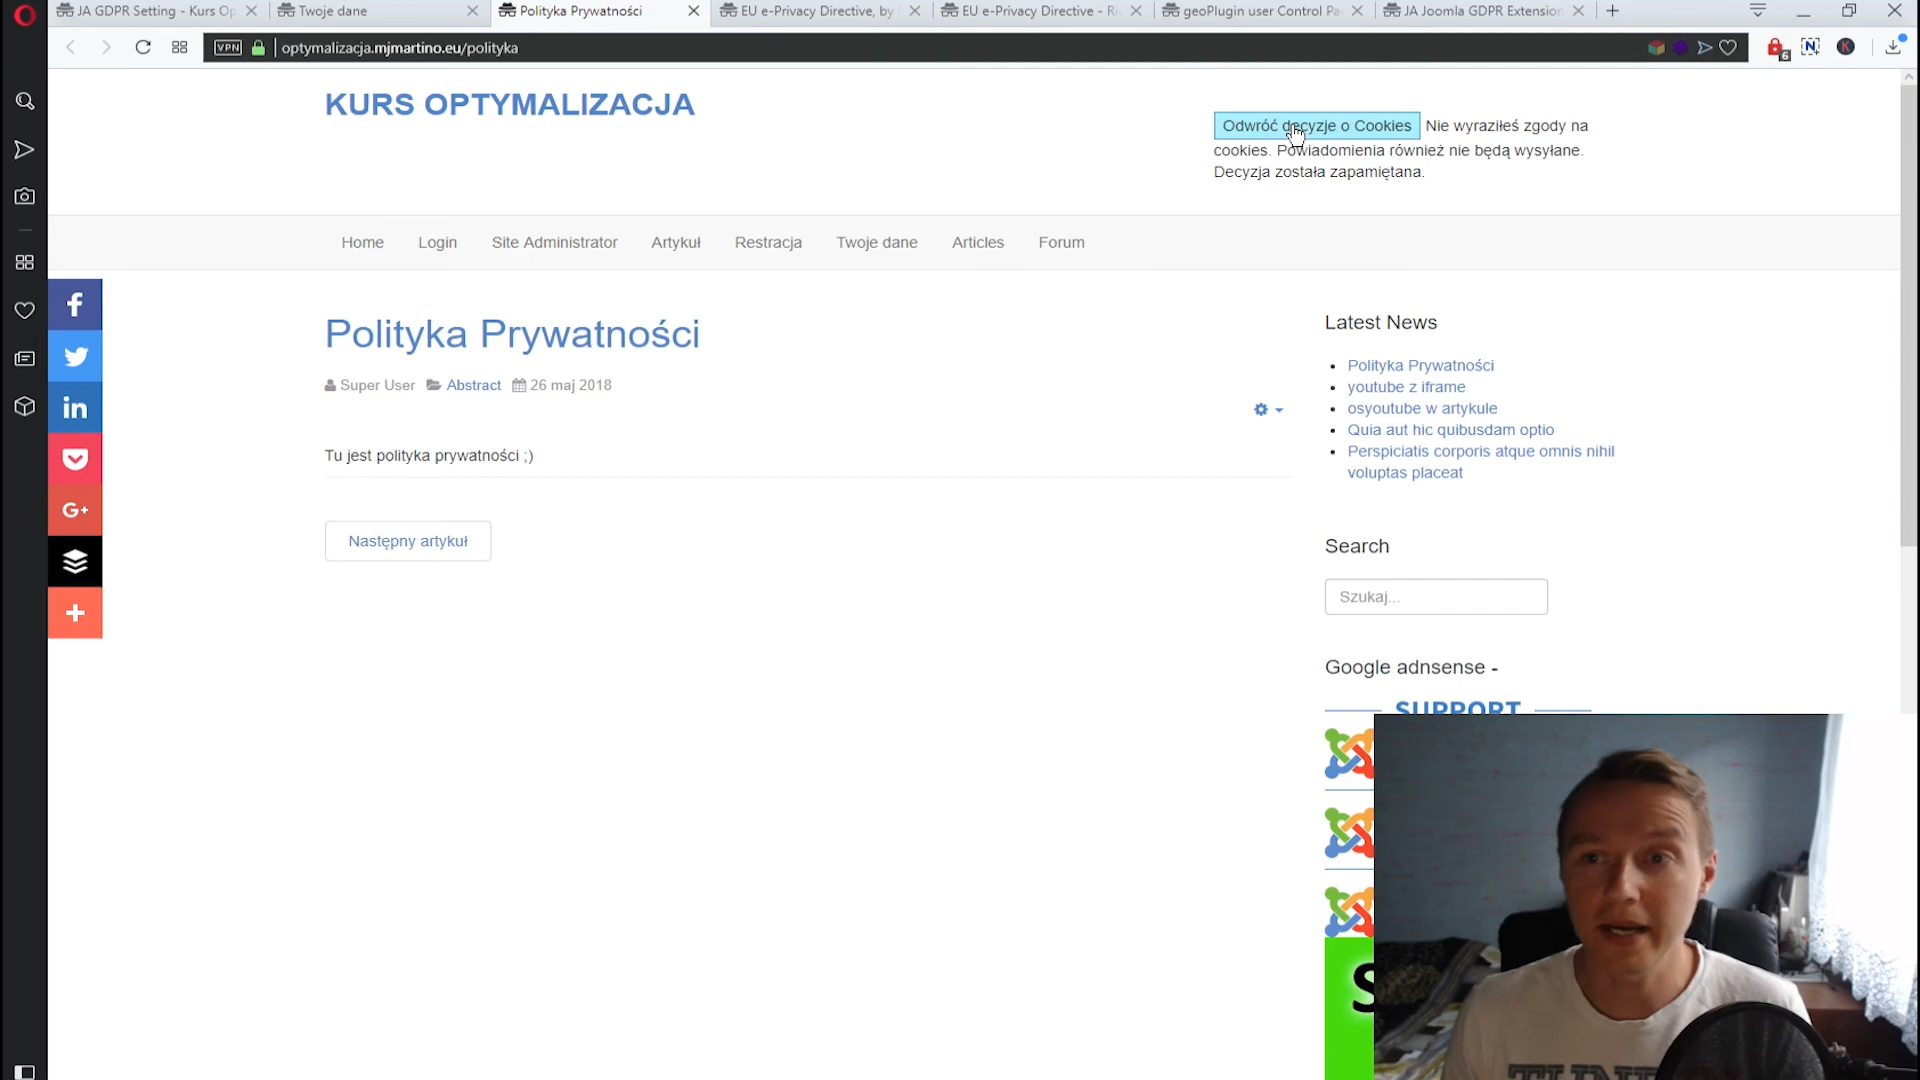 JA GDPR Setting - Kurs Op
Twoje dane
Polityka Prywatności
EU e-Privacy Directive, by
EU e-Privacy Directive - Ri
geoPlugin user Control Pa
JA Joomla GDPR Extension
VPN
optymalizacja.mjmartino.eu/polityka
6
N
K
KURS OPTYMALIZACJA
Odwróć decyzje o Cookies Nie wyraziłeś zgody na
cookies. Powiadomienia również nie będą wysyłane.
Decyzja została zapamiętana.
Home Login Site Administrator Artykuł Restracja Twoje dane Articles Forum
Polityka Prywatności
Super User Abstract 26 maj 2018
Tu jest polityka prywatności ;)
Następny artykuł
Latest News
Polityka Prywatności
youtube z iframe
osyoutube w artykule
Quia aut hic quibusdam optio
Perspiciatis corporis atque omnis nihil
voluptas placeat
Search
Szukaj...
Google adnsense -
SUPPORT
f
in
G+
S